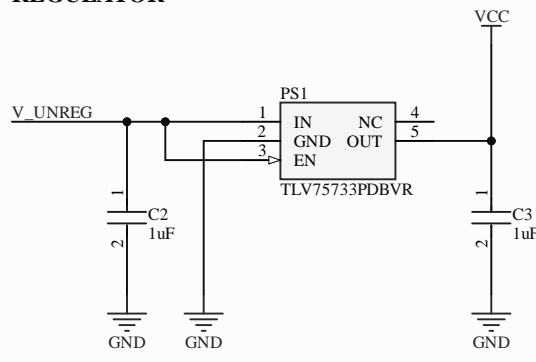 REGULATOR
VCC
PS1
V_UNREG
1 IN NC 4
2 GND OUT 5
3 EN
TLV75733PDBVR
1
C2
1uF
2
1
C3
1uF
2
GND
GND
GND